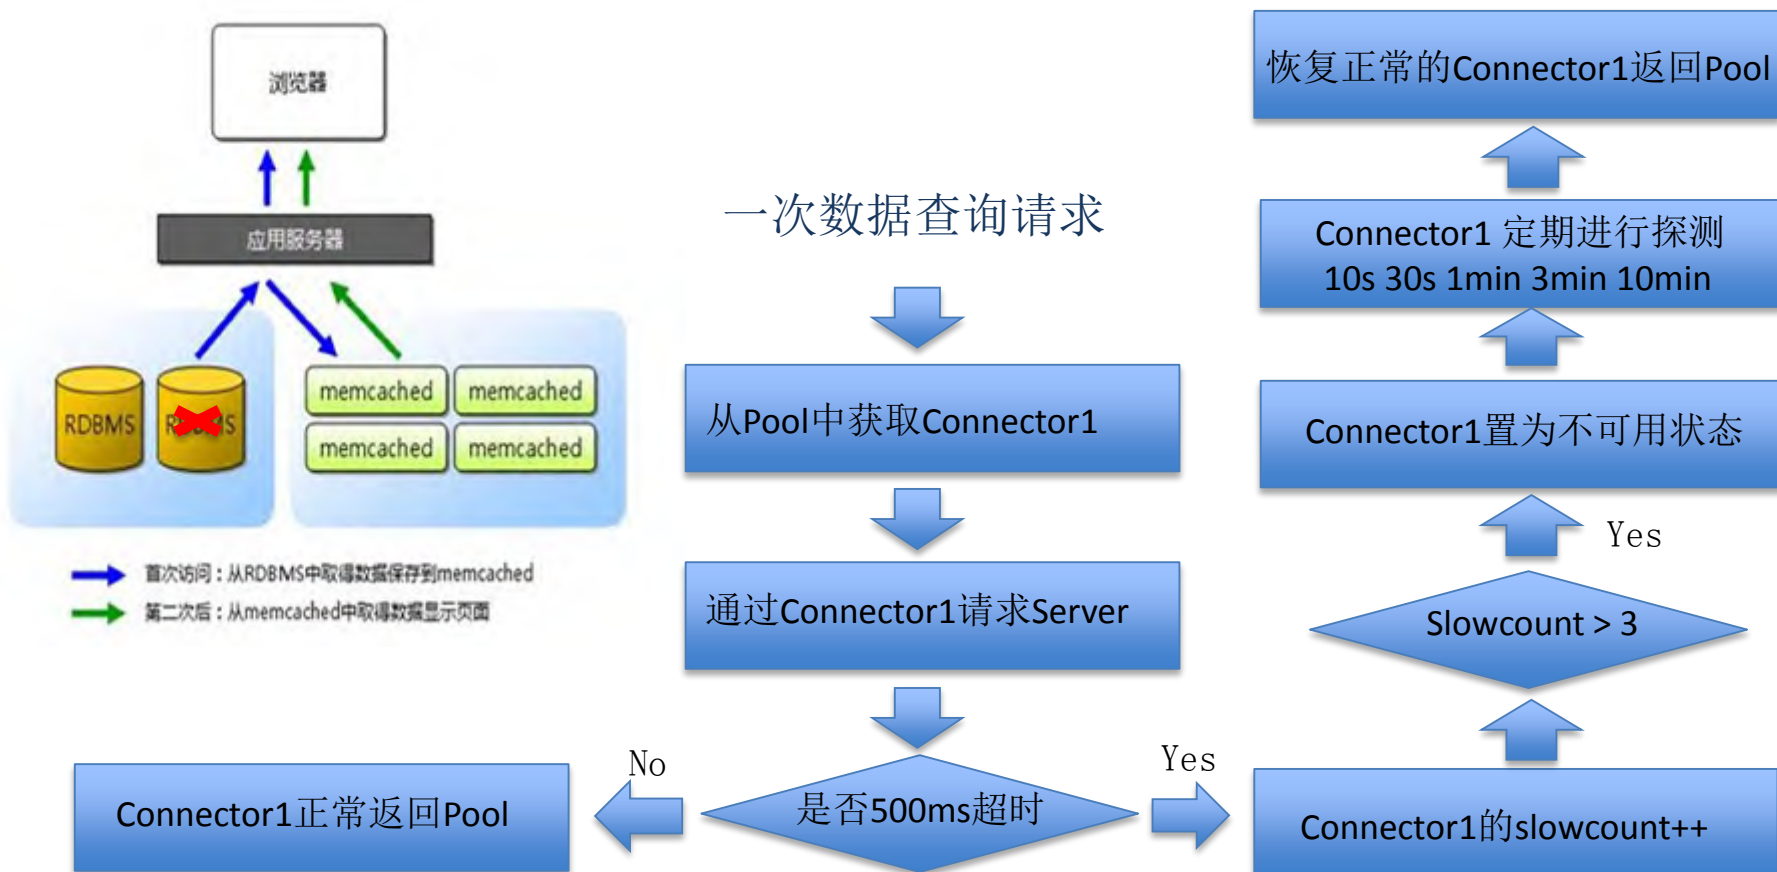 浏览器
应用服务器
RDBMS
memcached
memcached
memcached
memcached
首次访问：从RDBMS中取得数据保存到memcached
第二次后：从memcached中取得数据显示页面
一次数据查询请求
从Pool中获取Connector1
通过Connector1请求Server
是否500ms超时
No
Connector1正常返回Pool
Yes
Connector1的slowcount++
Slowcount > 3
Yes
Connector1置为不可用状态
Connector1 定期进行探测
10s 30s 1min 3min 10min
恢复正常的Connector1返回Pool